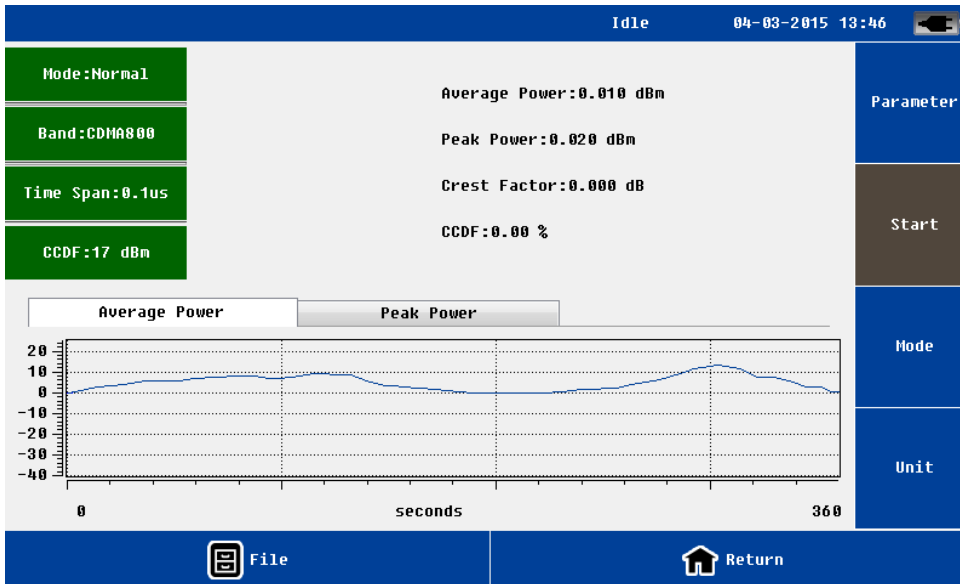 Idle 04-03-2015 13:46
Mode:Normal
Band:CDMA800
Time Span:0.1us
CCDF:17 dBm
Average Power:0.010 dBm
Peak Power:0.020 dBm
Crest Factor:0.000 dB
CCDF:0.00 %
Parameter
Start
Mode
Unit
Average Power Peak Power
20
10
0
-10
-20
-30
-40
0 seconds 360
File Return